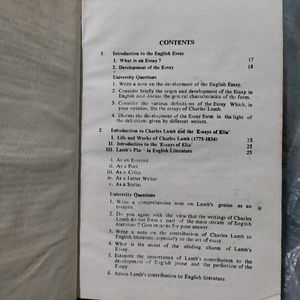 CONTENTS
I. Introduction to the English Essay
1. What is an Essay ? 17
2. Development of the Essay 18
University Questions
1. Write a note on the development of the English Essay.
2. Consider briefly the origin and development of the Essay in
English and discuss the general characteristics of the form.
3. Consider the various definitions of the Essay Which, in
your opinion, fits the essays of Charles Lamb.
4. Discuss the development of the Essay form in the light of
the definitions given by different writers.
2. Introduction to Charles Lamb and the 'Essays of Elia'
I. Life and Works of Charles Lamb (1775-1834) 23
II. Introduction to the 'Essays of Elia' 23
III. Lamb's in English Literature 25
i. As an Essayist
ii. As a Poet
iii. As a Critic
iv. As a Letter Writer
v. As a Stylist
University Questions
1. Write a comprehensive note on Lamb's genius as an
essayist.
2. Do you agree with the view that the writings of Charles
Lamb do not form a part of the main stream of English
Literature ? Give reasons for your answer.
3. Write a note on the contribution of Charles Lamb to
English literature, especially to the art of essay.
4. What is the secret of the abiding charm of Lamb's
Essay.
5. Estimate the importance of Lamb's contribution to the
development of English prose and the perfection of the
Essay.
6. Assess Lamb's contribution to English literature.